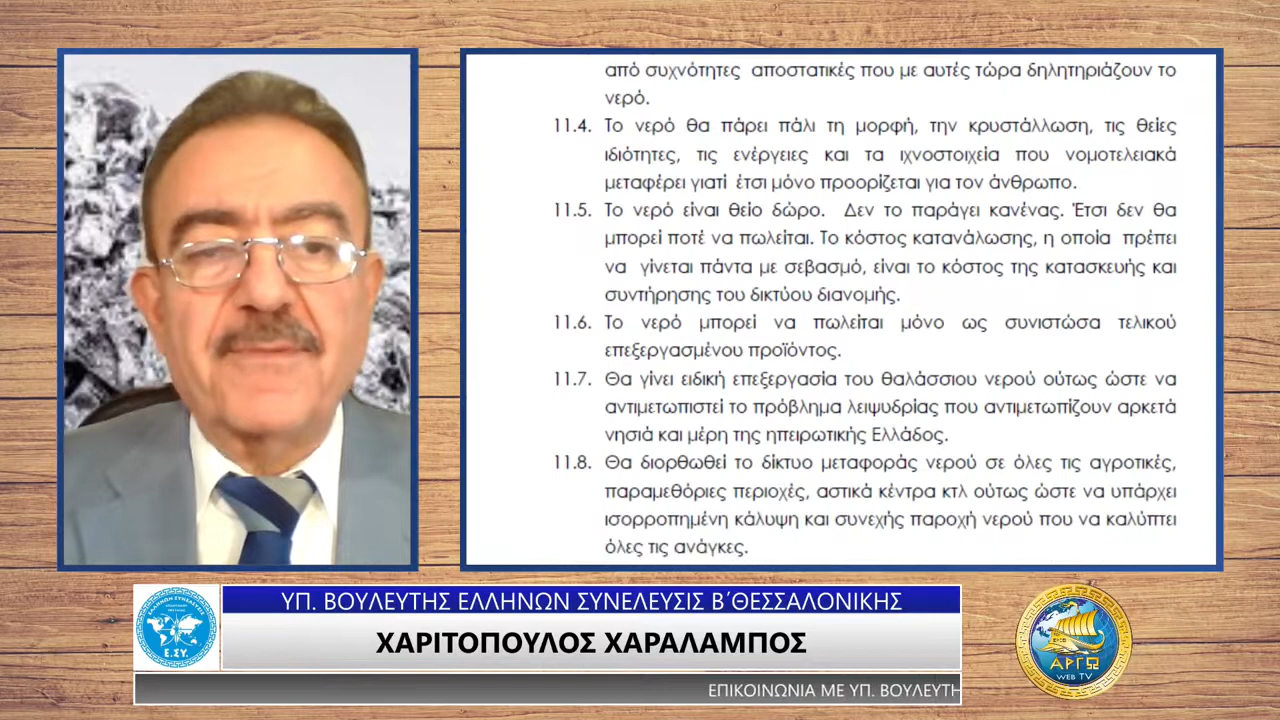 από συχνότητες αποστατικές που με αυτές τώρα δηλητηριάζουν το
νερό.
11.4. Το νερό θα πάρει πάλι τη μορφή, την κρυστάλλωση, τις θείες
ιδιότητες, τις ενέργειες και τα ιχνοστοιχεία που νομοτελειακά
μεταφέρει γιατί έτσι μόνο προορίζεται για τον άνθρωπο.
11.5. Το νερό είναι θείο δώρο. Δεν το παράγει κανένας. Έτσι δεν θα
μπορεί ποτέ να πωλείται. Το κόστος κατανάλωσης, η οποία πρέπει
να γίνεται πάντα με σεβασμό, είναι το κόστος της κατασκευής και
συντήρησης του δικτύου διανομής.
11.6. Το νερό μπορεί να πωλείται μόνο ως συνιστώσα τελικού
επεξεργασμένου προϊόντος.
11.7. Θα γίνει ειδική επεξεργασία του θαλάσσιου νερού ούτως ώστε να
αντιμετωπιστεί το πρόβλημα λειψυδρίας που αντιμετωπίζουν αρκετά
νησιά και μέρη της ηπειρωτικής Ελλάδος.
11.8. Θα διορθωθεί το δίκτυο μεταφοράς νερού σε όλες τις αγροτικές,
παραμεθόριες περιοχές, αστικά κέντρα κτλ ούτως ώστε να υπάρχει
ισορροπημένη κάλυψη και συνεχής παροχή νερού που να καλύπτει
όλες τις ανάγκες.
ΥΠ. ΒΟΥΛΕΥΤΗΣ ΕΛΛΗΝΩΝ ΣΥΝΕΛΕΥΣΙΣ Β΄ΘΕΣΣΑΛΟΝΙΚΗΣ
ΧΑΡΙΤΟΠΟΥΛΟΣ ΧΑΡΑΛΑΜΠΟΣ
ΕΠΙΚΟΙΝΩΝΙΑ ΜΕ ΥΠ. ΒΟΥΛΕΥΤΗ
ΕΛΛΗΝΩΝ ΣΥΝΕΛΕΥΣΙΣ
Ε.ΣΥ.
ΑΡΓΩ
WEB TV